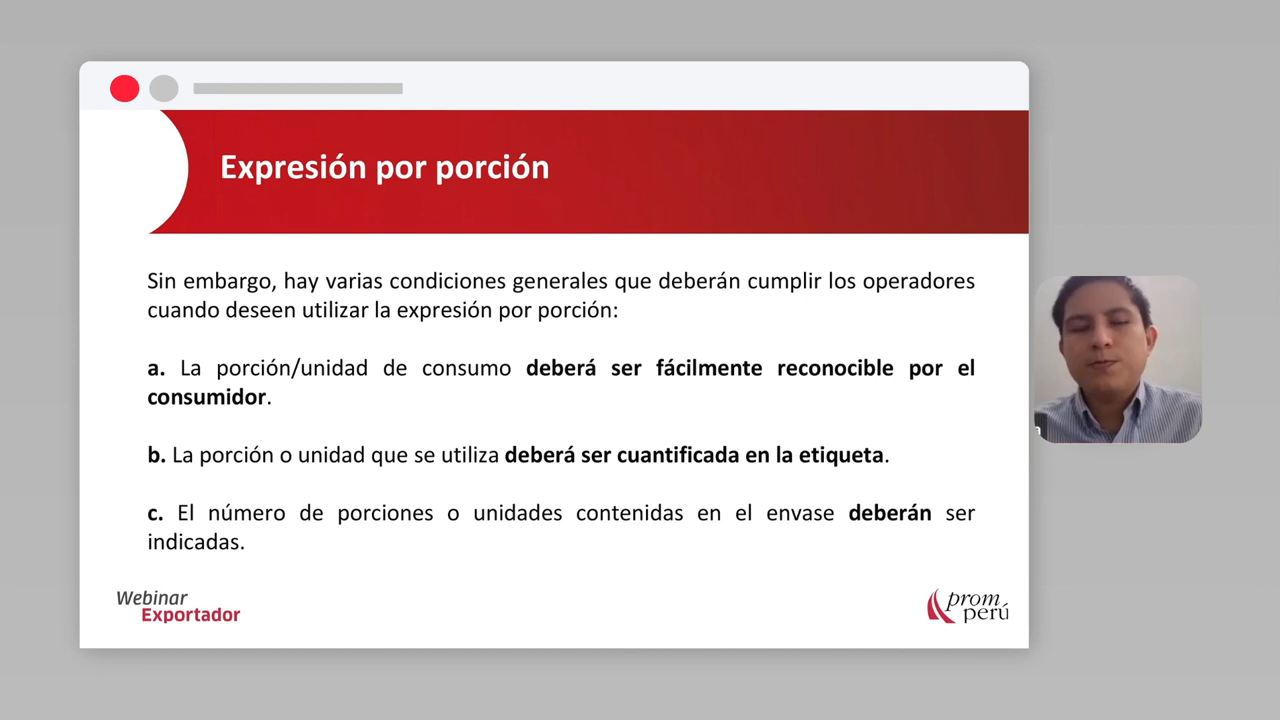 Expresión por porción
Sin embargo, hay varias condiciones generales que deberán cumplir los operadores
cuando deseen utilizar la expresión por porción:
a. La porción/unidad de consumo deberá ser fácilmente reconocible por el
consumidor.
b. La porción o unidad que se utiliza deberá ser cuantificada en la etiqueta.
c. El número de porciones o unidades contenidas en el envase deberán ser
indicadas.
Webinar
Exportador
prom
perú